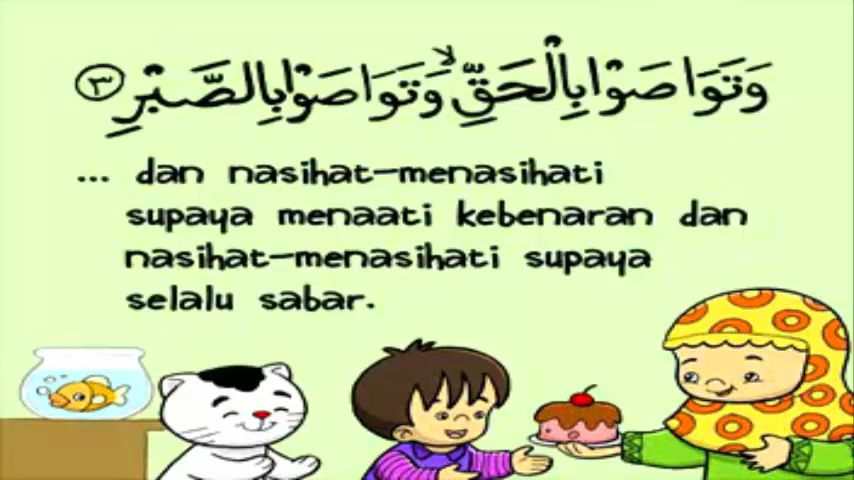 وَتَوَاصَوْا بِالْحَقِّ ۙ وَتَوَاصَوْا بِالصَّبْرِ ٣
... dan nasihat-menasihati
supaya menaati kebenaran dan
nasihat-menasihati supaya
selalu sabar.